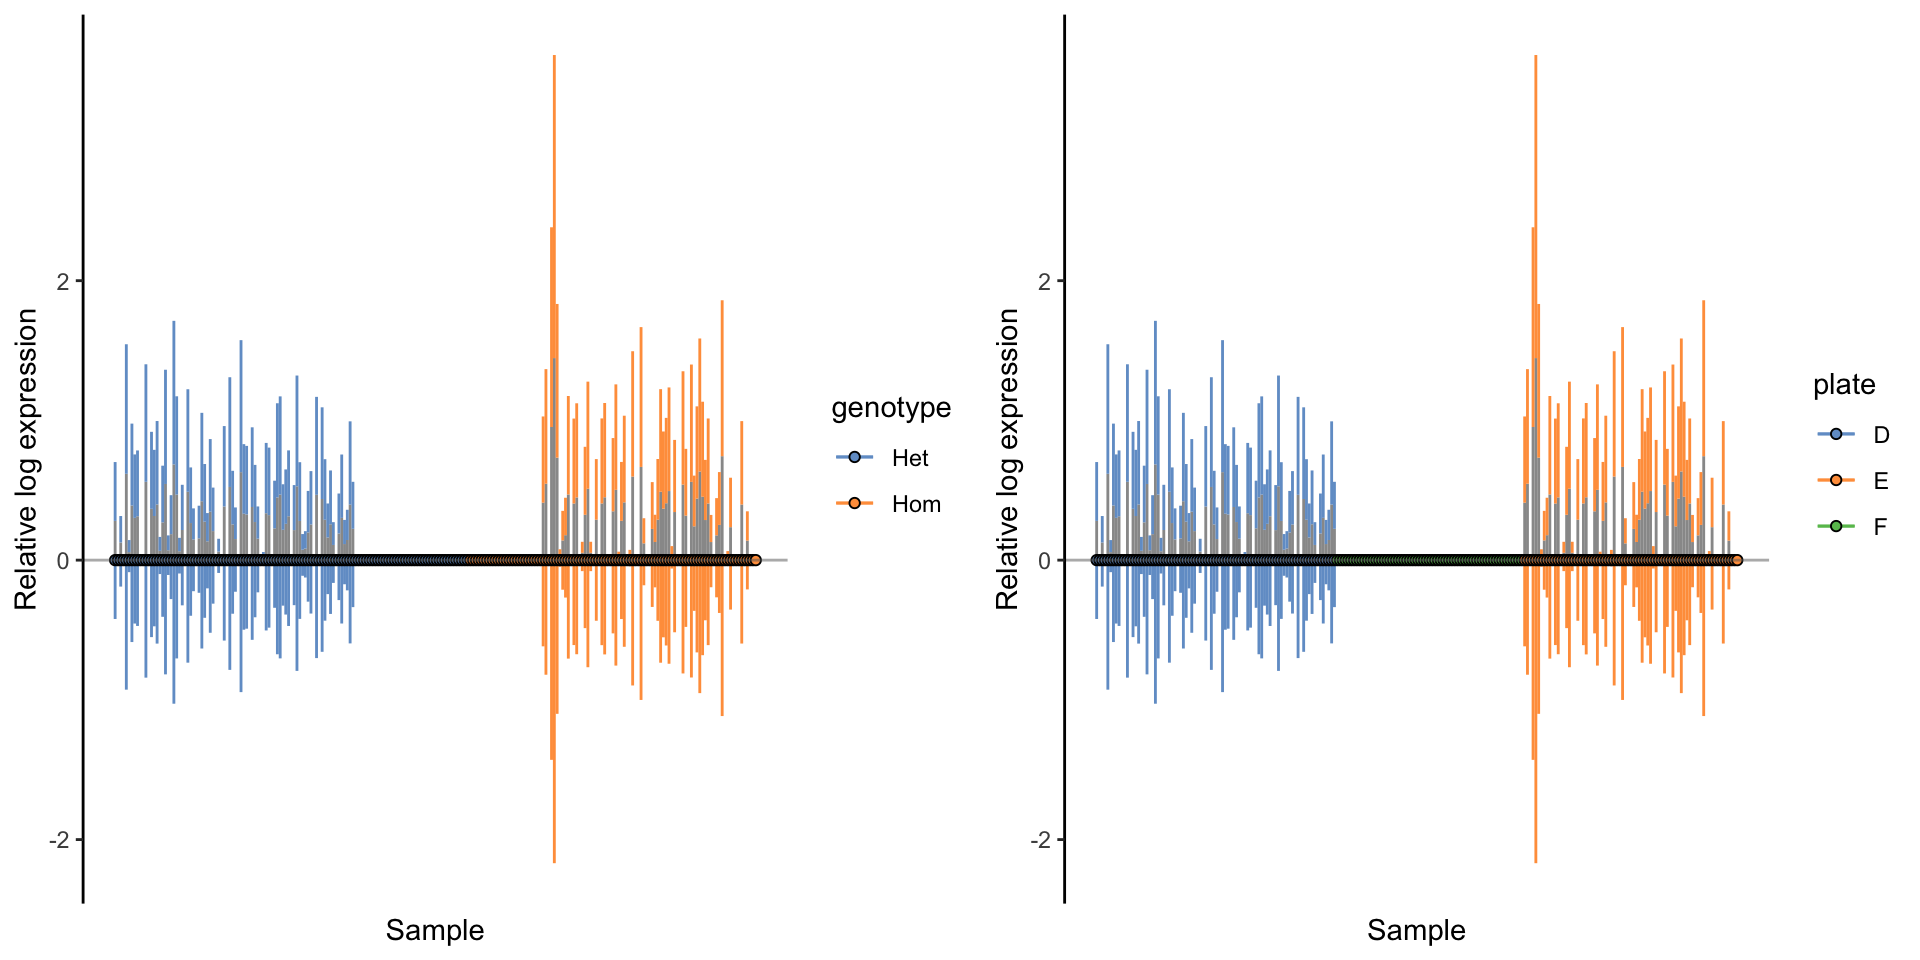 Relative log expression
2
0
-2
Sample
genotype
Het
Hom
Relative log expression
2
0
-2
Sample
plate
D
E
F